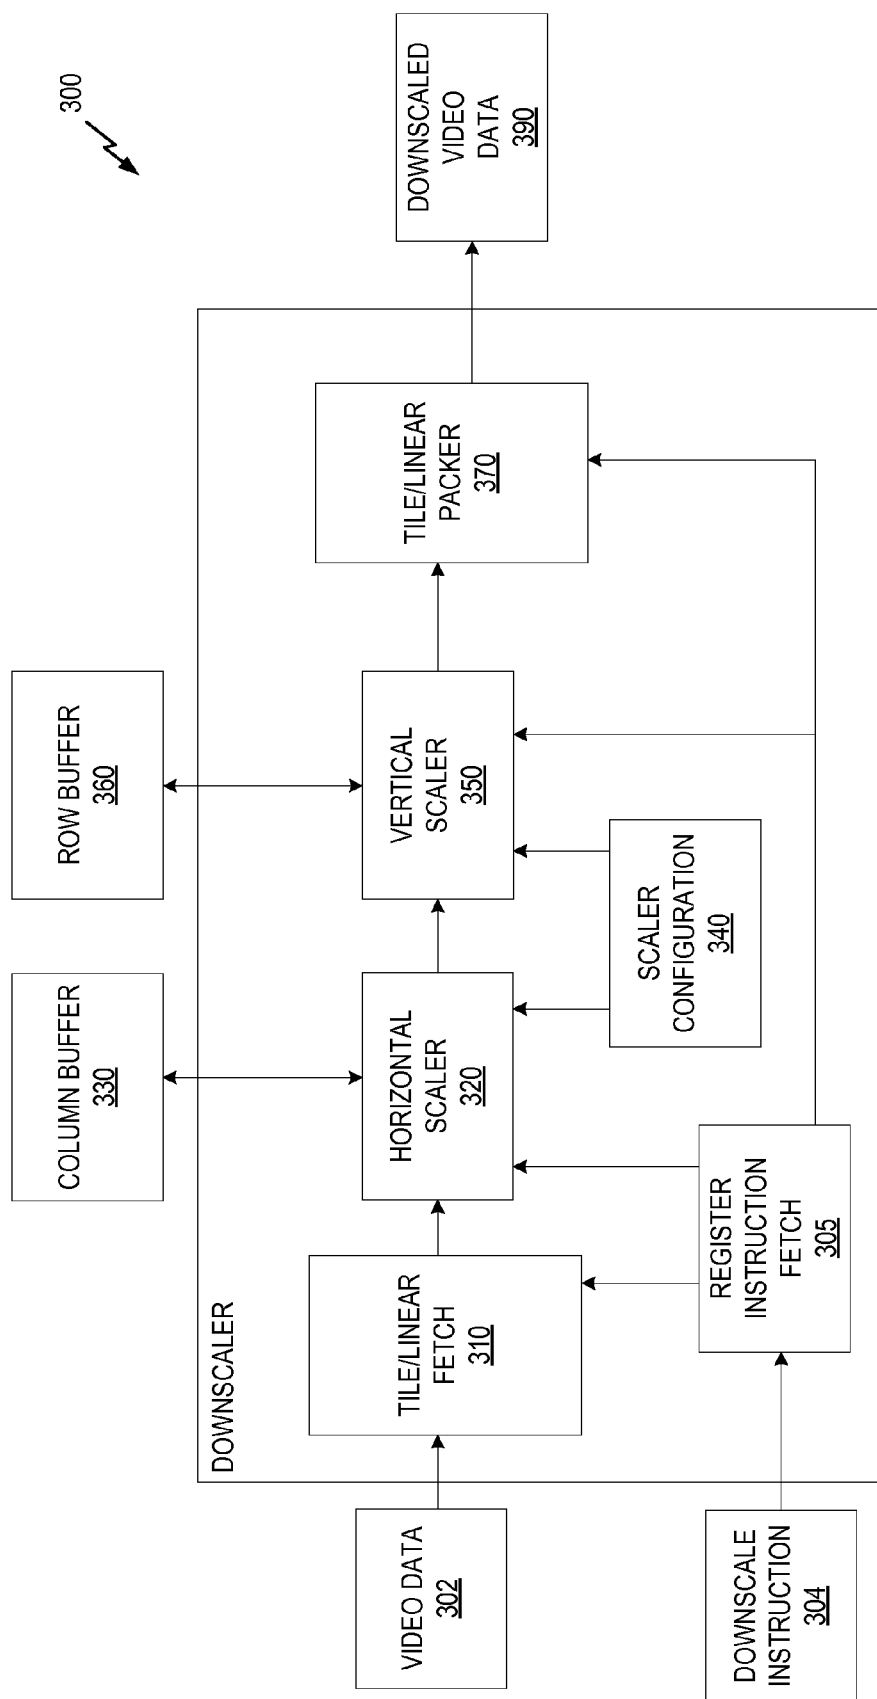 300
COLUMN BUFFER
330
ROW BUFFER
360
DOWNSCALER
VIDEO DATA
302
TILE/LINEAR
FETCH
310
HORIZONTAL
SCALER
320
VERTICAL
SCALER
350
TILE/LINEAR
PACKER
370
DOWNSCALED
VIDEO
DATA
390
SCALER
CONFIGURATION
340
DOWNSCALE
INSTRUCTION
304
REGISTER
INSTRUCTION
FETCH
305